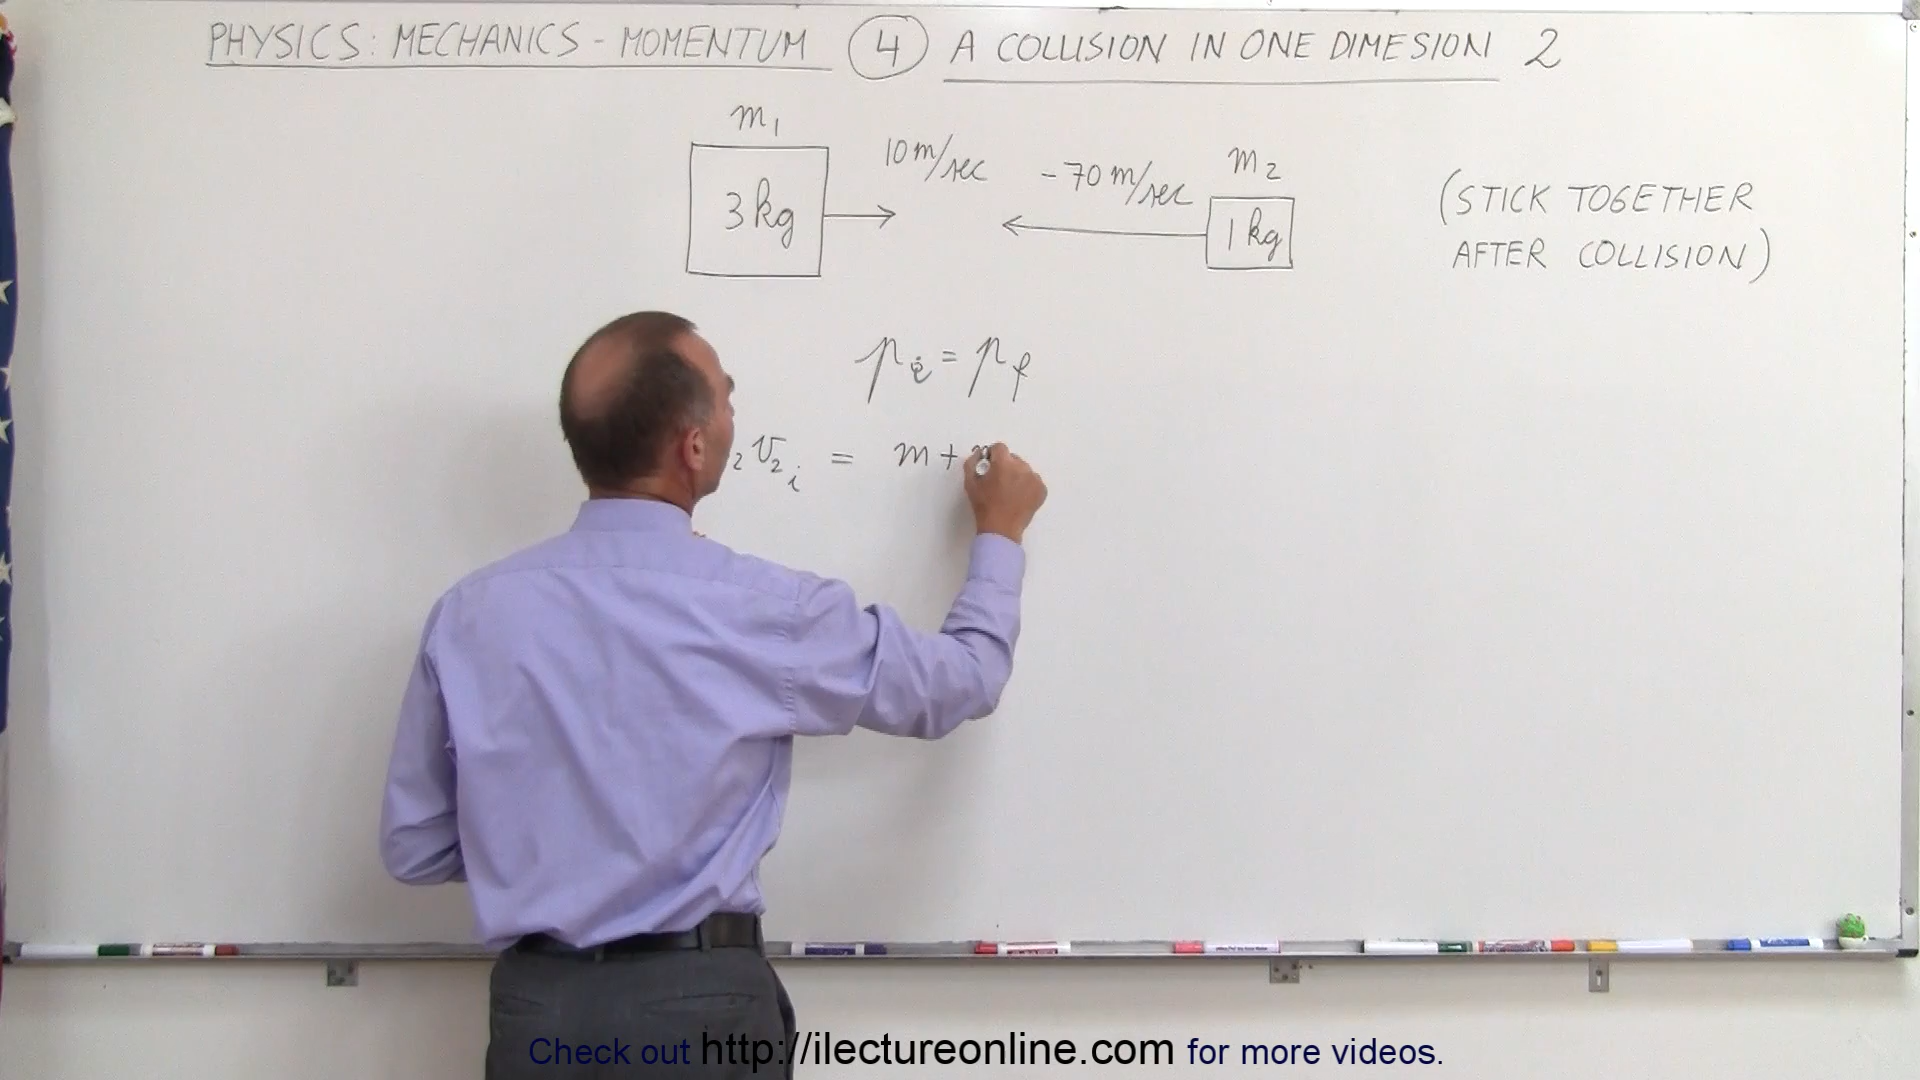 PHYSICS: MECHANICS - MOMENTUM (4) A COLLISION IN ONE DIMESION 2
m₁
10 m/sec
-70 m/sec
m₂
3 kg
1 kg
(STICK TOGETHER
AFTER COLLISION)
pᵢ = p_f
₂ v₂ᵢ = m +
Check out http://ilectureonline.com for more videos.